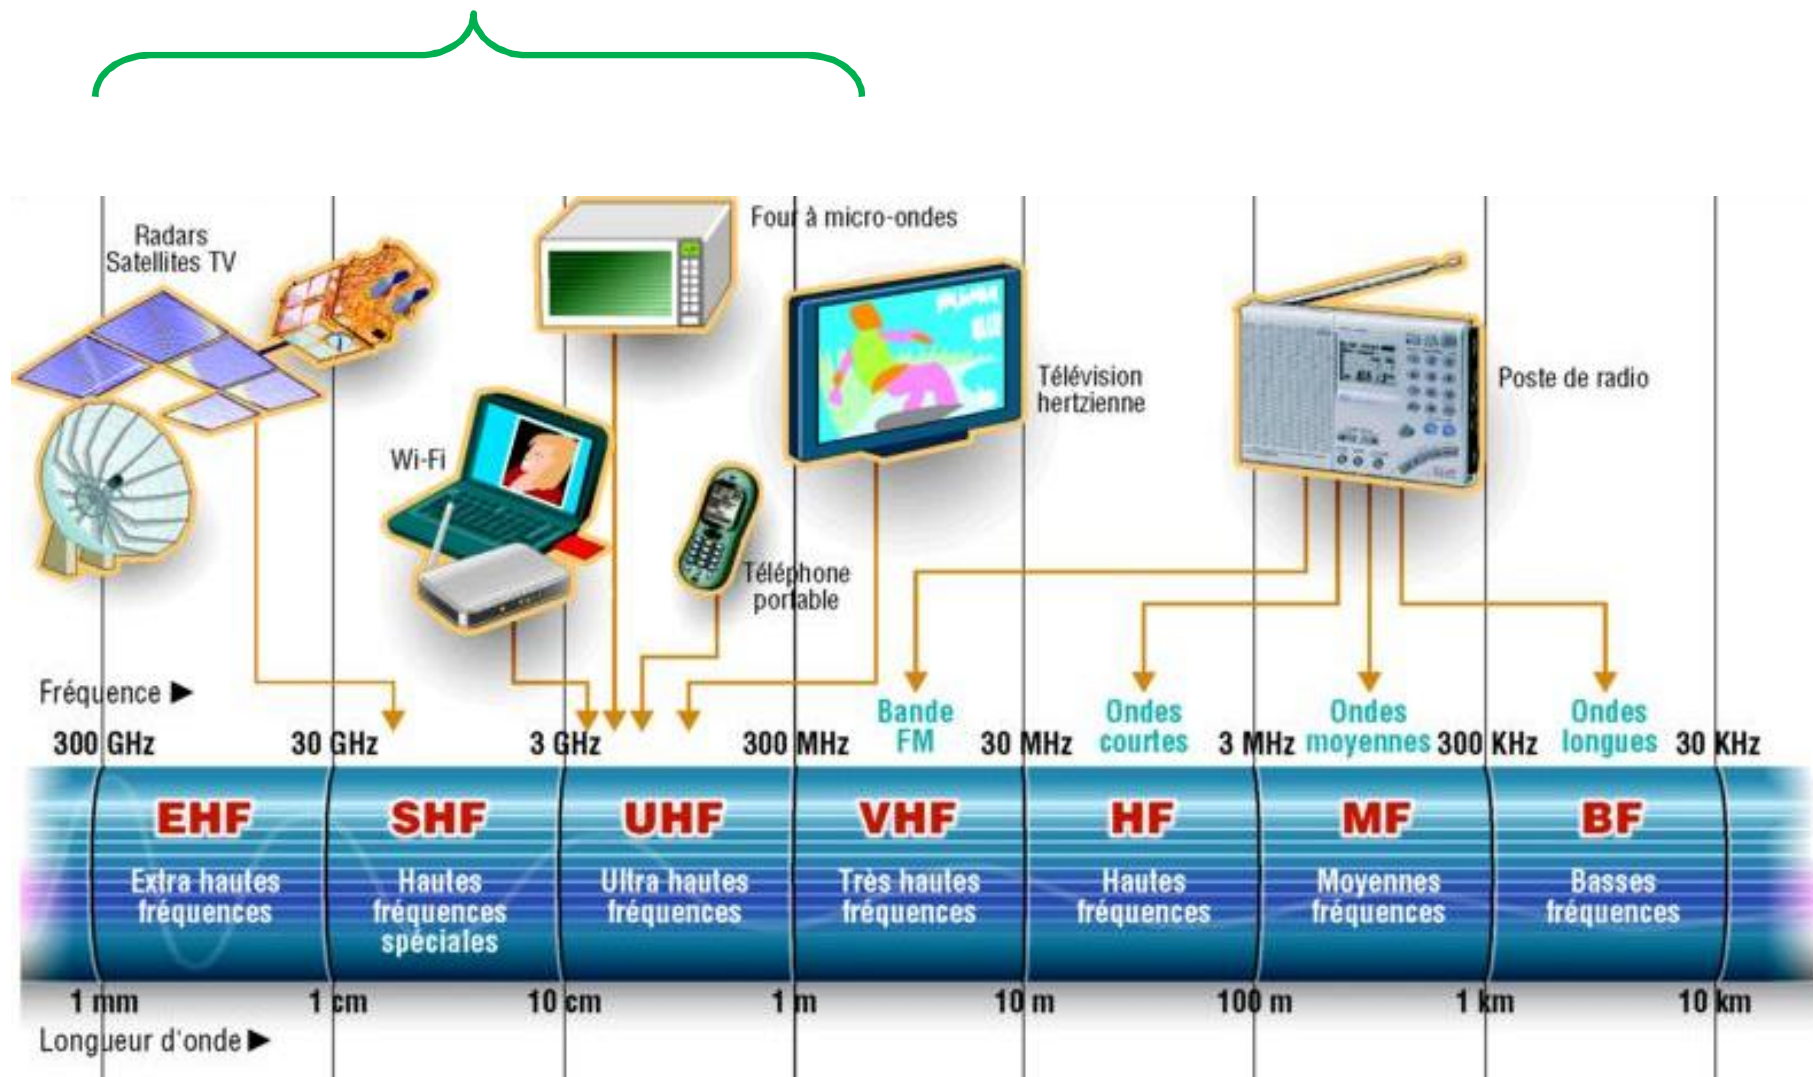 Radars
Satellites TV
Four à micro-ondes
Télévision
hertzienne
Poste de radio
Wi-Fi
Téléphone
portable
Fréquence ►
Bande
FM
Ondes
courtes
Ondes
moyennes
Ondes
longues
300 GHz
30 GHz
3 GHz
300 MHz
30 MHz
3 MHz
300 KHz
30 KHz
EHF
Extra hautes
fréquences
SHF
Hautes
fréquences
spéciales
UHF
Ultra hautes
fréquences
VHF
Très hautes
fréquences
HF
Hautes
fréquences
MF
Moyennes
fréquences
BF
Basses
fréquences
1 mm
1 cm
10 cm
1 m
10 m
100 m
1 km
10 km
Longueur d'onde ►